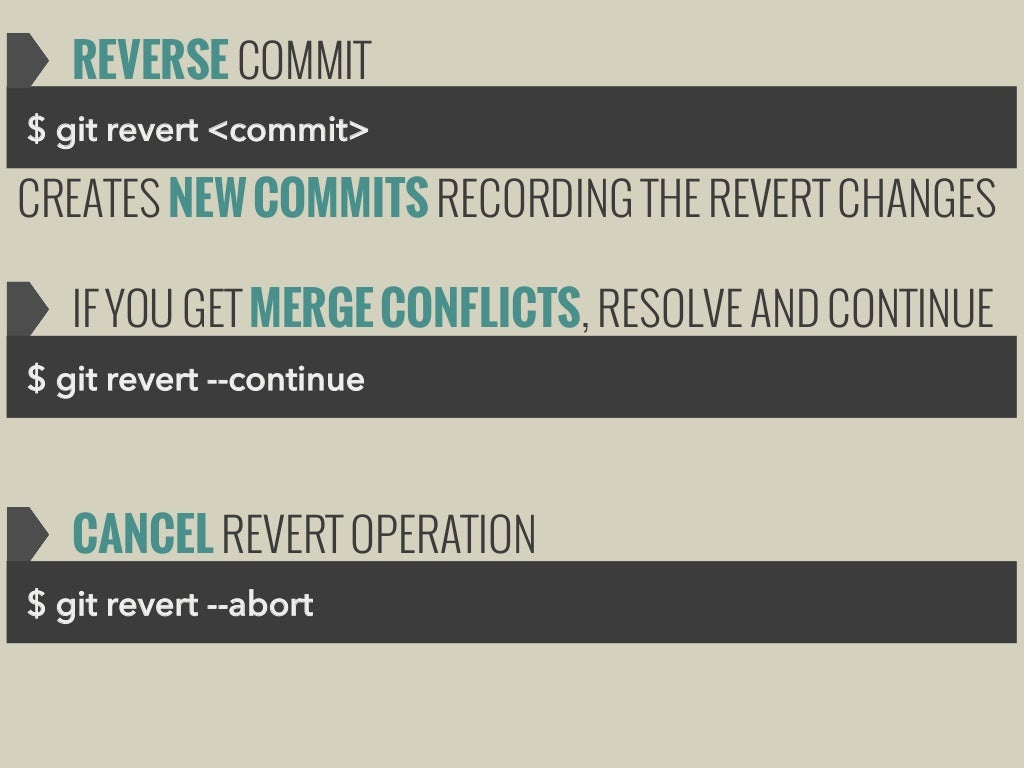 REVERSE COMMIT
$ git revert <commit>
CREATES NEW COMMITS RECORDING THE REVERT CHANGES
IF YOU GET MERGE CONFLICTS, RESOLVE AND CONTINUE
$ git revert --continue
CANCEL REVERT OPERATION
$ git revert --abort